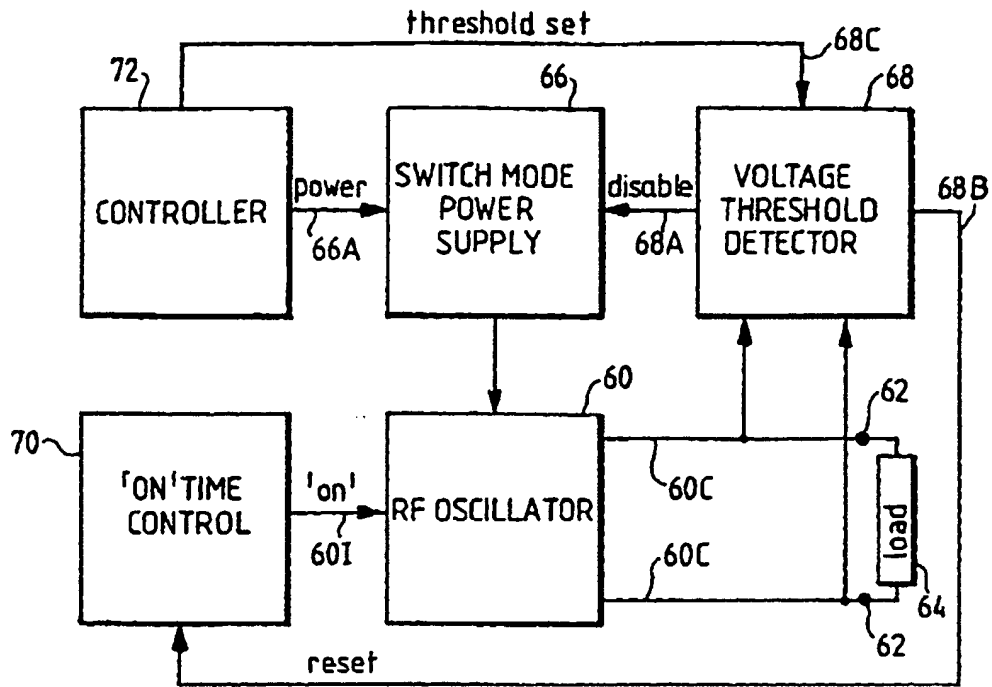 threshold set
68C
72
66
68
CONTROLLER
power
66A
SWITCH MODE
POWER
SUPPLY
disable
68A
VOLTAGE
THRESHOLD
DETECTOR
68B
60
62
70
'ON' TIME
CONTROL
'on'
60I
RF OSCILLATOR
60C
60C
load
64
62
reset